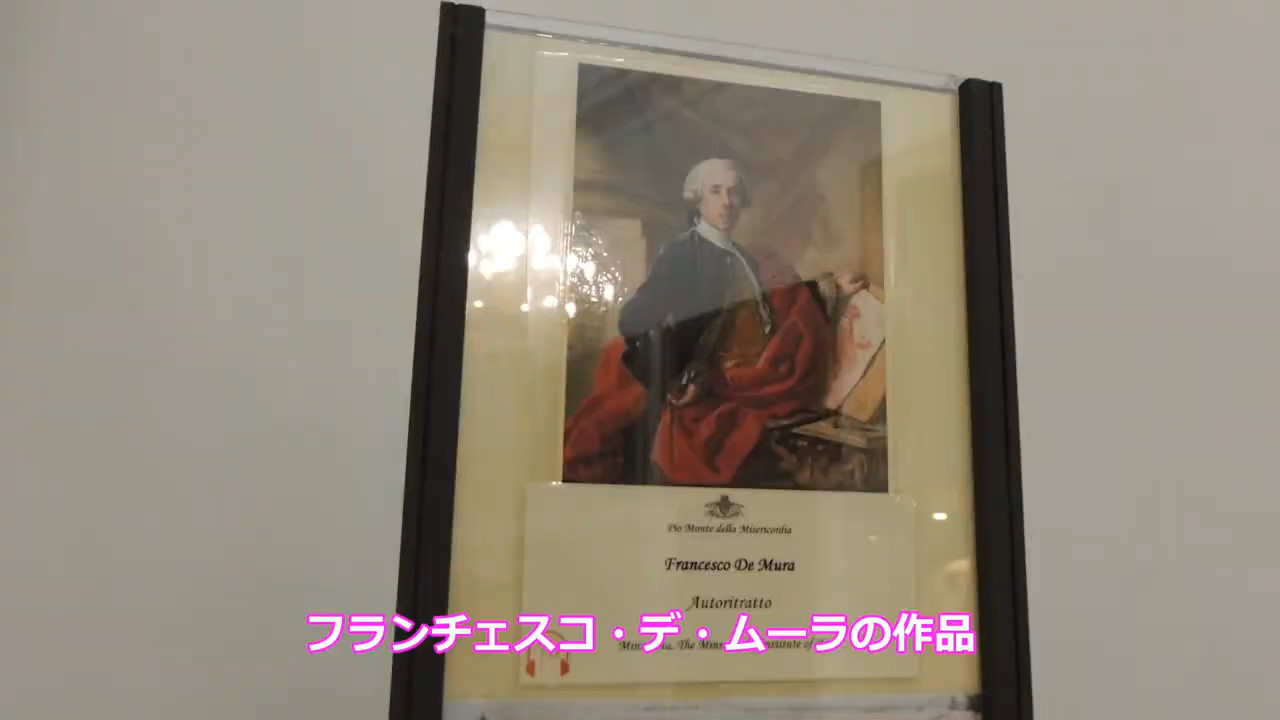 Pio Monte della Misericordia
Francesco De Mura
Autoritratto
The
フランチェスコ・デ・ムーラの作品